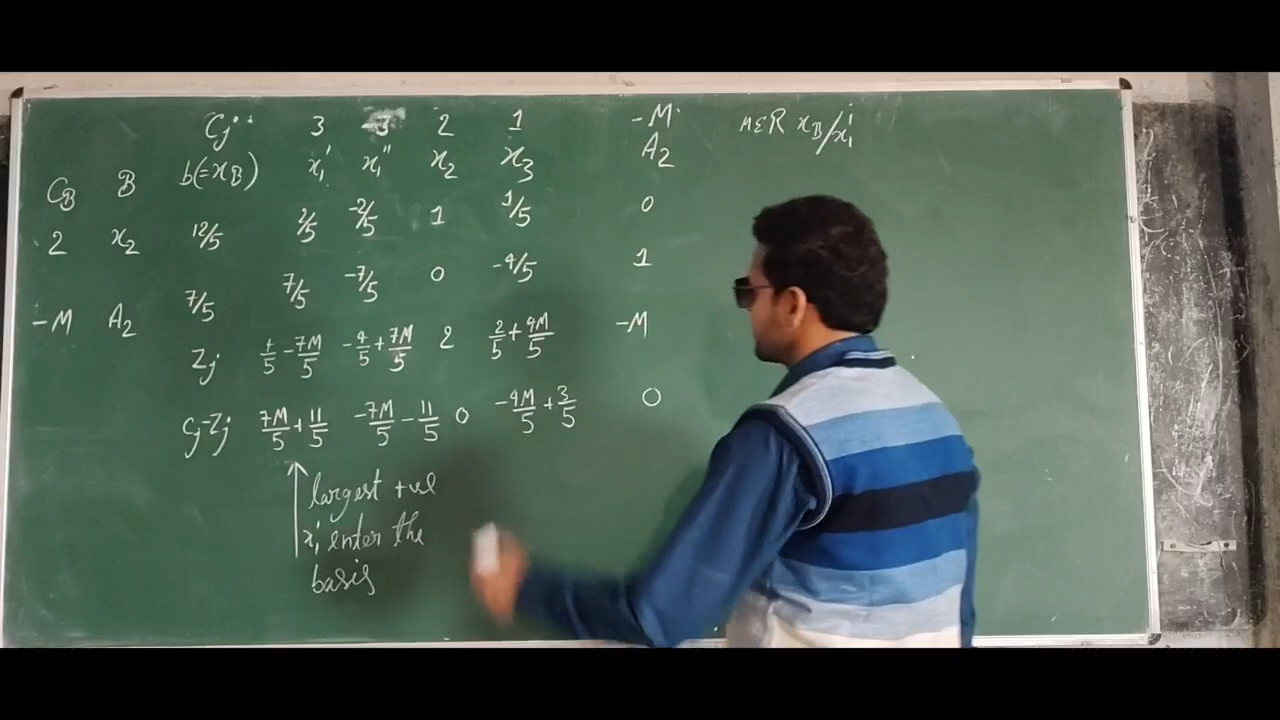 Cj 3 -3 2 1 -M MER xB/x1'
CB B b(=xB) x1' x1'' x2 x3 A2
2 x2 12/5 2/5 -2/5 1 1/5 0
-M A2 7/5 7/5 -7/5 0 -4/5 1
Zj 4/5 - 7M/5 -4/5 + 7M/5 2 2/5 + 4M/5 -M
Cj-Zj 7M/5 + 11/5 -7M/5 - 11/5 0 -4M/5 + 3/5 0
largest +ve
x1' enter the
basis